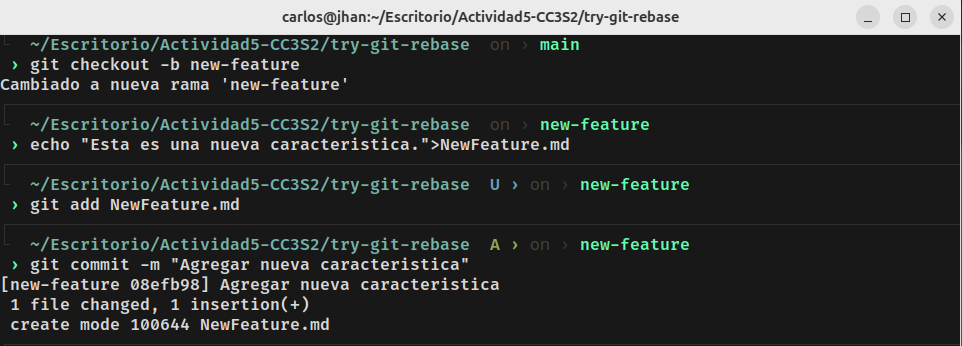 carlos@jhan:~/Escritorio/Actividad5-CC3S2/try-git-rebase
~/Escritorio/Actividad5-CC3S2/try-git-rebase on › main
› git checkout -b new-feature
Cambiado a nueva rama 'new-feature'
~/Escritorio/Actividad5-CC3S2/try-git-rebase on › new-feature
› echo "Esta es una nueva caracteristica.">NewFeature.md
~/Escritorio/Actividad5-CC3S2/try-git-rebase U › on › new-feature
› git add NewFeature.md
~/Escritorio/Actividad5-CC3S2/try-git-rebase A › on › new-feature
› git commit -m "Agregar nueva caracteristica"
[new-feature 08efb98] Agregar nueva caracteristica
1 file changed, 1 insertion(+)
create mode 100644 NewFeature.md